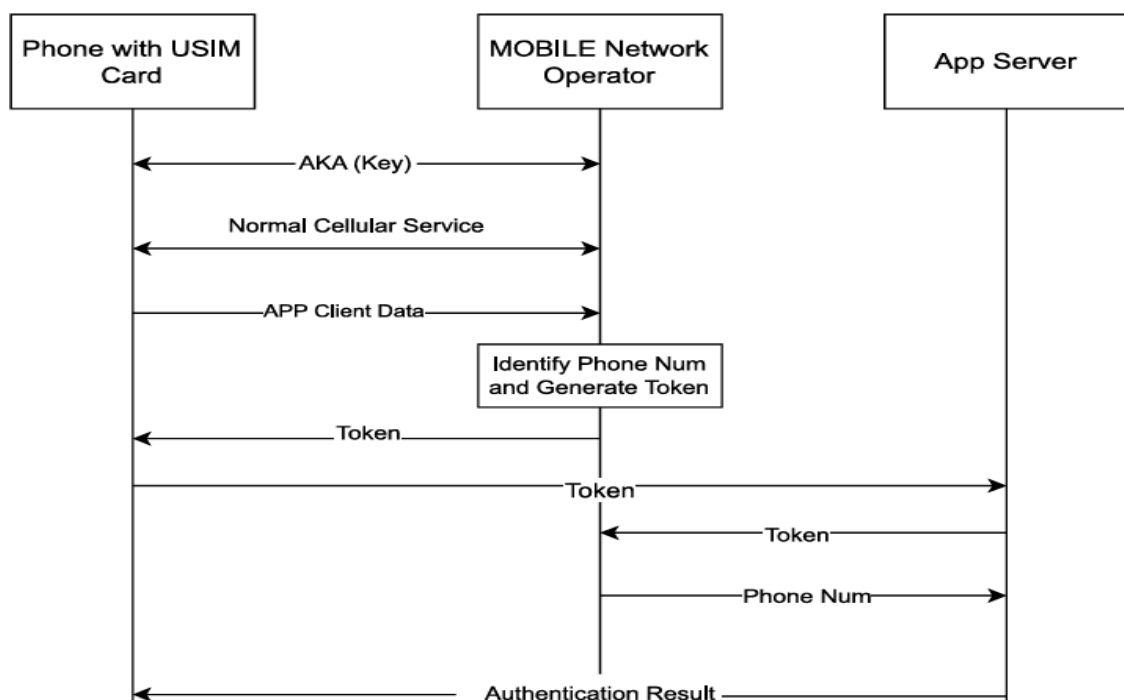 Phone with USIM
Card
MOBILE Network
Operator
App Server
AKA (Key)
Normal Cellular Service
APP Client Data
Identify Phone Num
and Generate Token
Token
Token
Token
Phone Num
Authentication Result